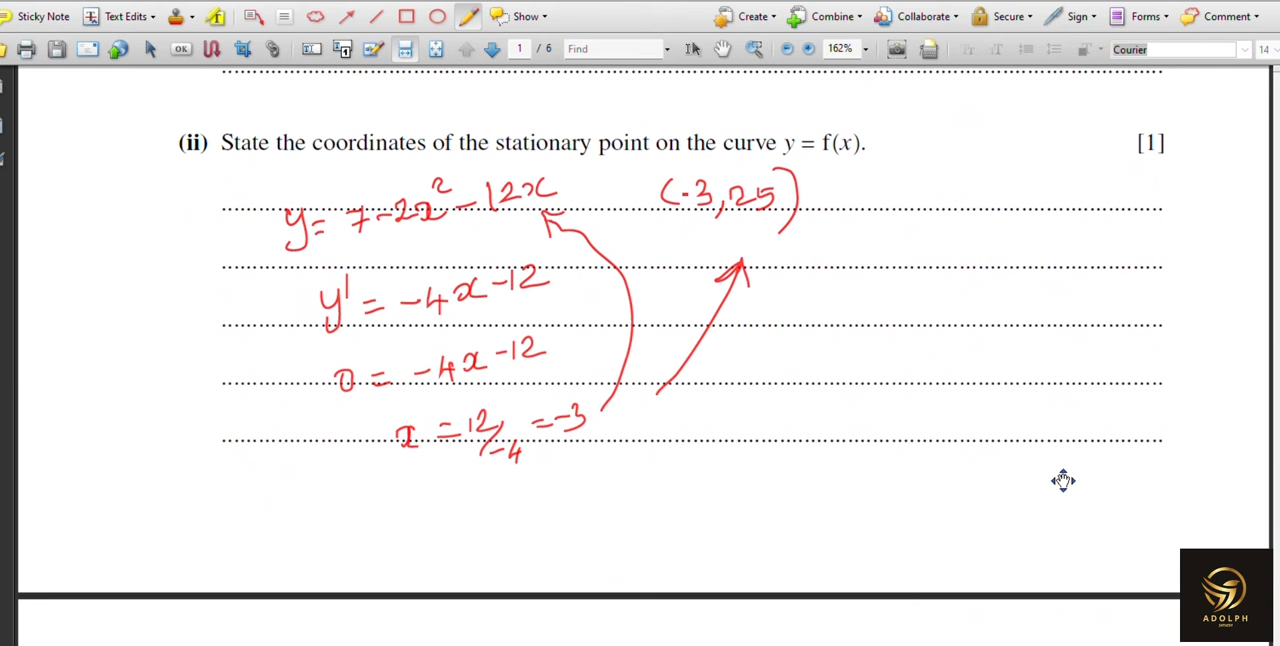 Sticky Note Text Edits Show Create Combine Collaborate Secure Sign Forms Comment
OK 1 / 6 Find 162% Tr T Courier 14
(ii) State the coordinates of the stationary point on the curve y = f(x). [1]
y = 7 - 2x² - 12x (-3, 25)
y' = -4x - 12
0 = -4x - 12
x = 12/-4 = -3
ADOLPH